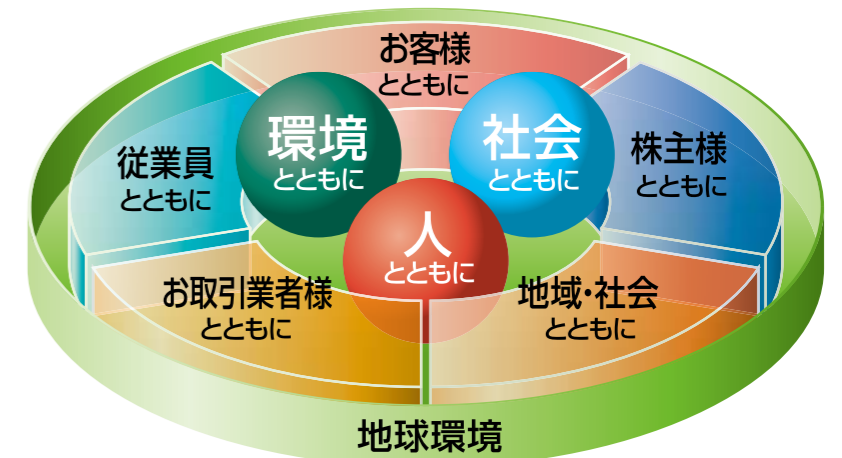 お客様
とともに
環境
とともに
社会
とともに
従業員
とともに
株主様
とともに
人
とともに
お取引業者様
とともに
地域・社会
とともに
地球環境